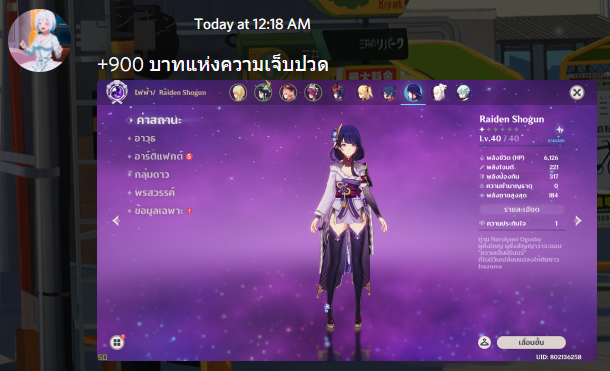 Today at 12:18 AM
+900 บาทแห่งความเจ็บปวด
ไฟฟ้า/ Raiden Shogun
ค่าสถานะ
อาวุธ
อาร์ติแฟกต์ 5
กลุ่มดาว
พรสวรรค์
ข้อมูลเฉพาะ !
Raiden Shogun
Lv.40 / 40
พลังชีวิต (HP) 6,126
พลังโจมตี 221
พลังป้องกัน 317
ความชำนาญธาตุ 0
พลังกายสูงสุด 184
รายละเอียด
ความประทับใจ 1
Inazuma
เลื่อนขั้น
UID: 802136258